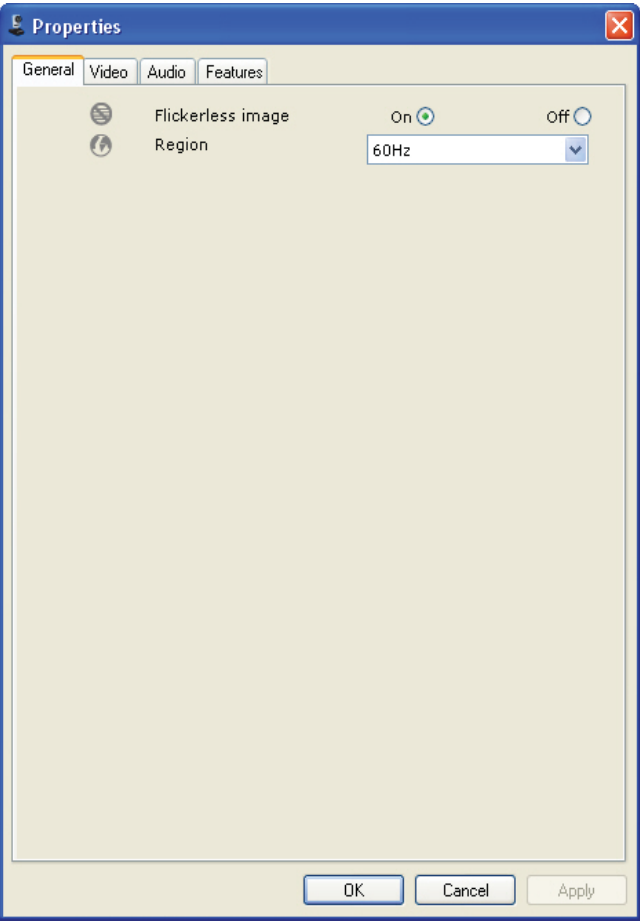 Properties
General Video Audio Features
Flickerless image On Off
Region 60Hz
OK Cancel Apply